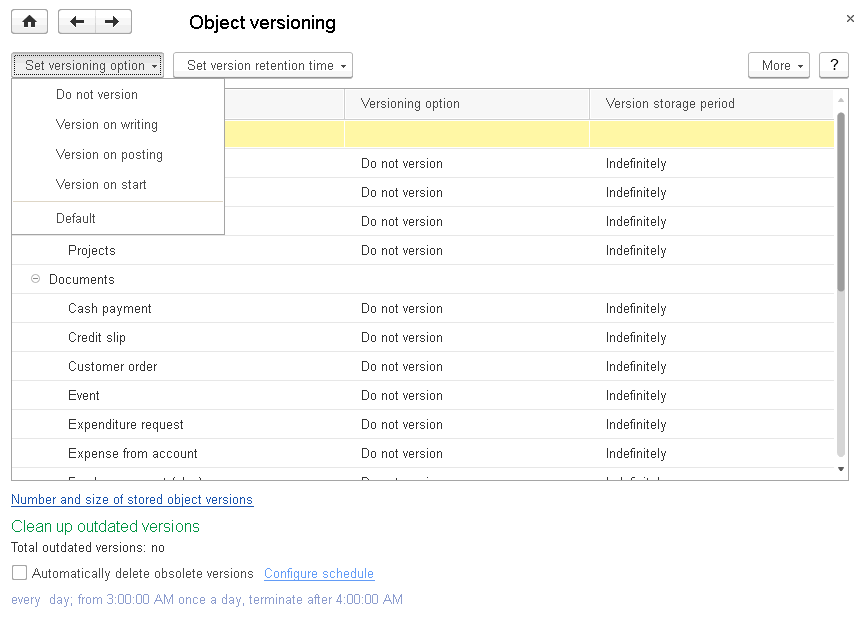 Object versioning
Set versioning option
Set version retention time
More
?
Do not version
Version on writing
Version on posting
Version on start
Default
Versioning option
Version storage period
Do not version Indefinitely
Do not version Indefinitely
Do not version Indefinitely
Projects Do not version Indefinitely
Documents
Cash payment Do not version Indefinitely
Credit slip Do not version Indefinitely
Customer order Do not version Indefinitely
Event Do not version Indefinitely
Expenditure request Do not version Indefinitely
Expense from account Do not version Indefinitely
Number and size of stored object versions
Clean up outdated versions
Total outdated versions: no
Automatically delete obsolete versions Configure schedule
every day; from 3:00:00 AM once a day, terminate after 4:00:00 AM